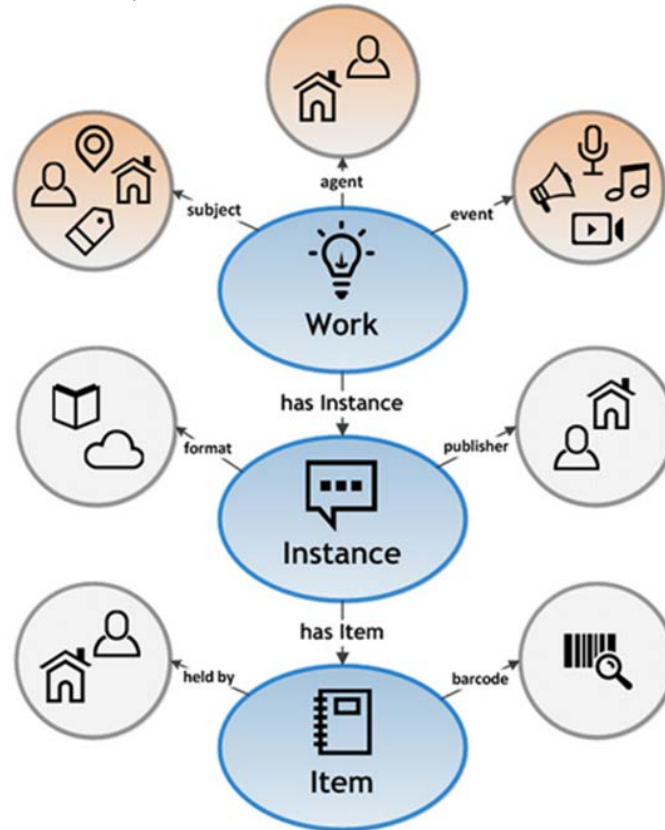 agent
subject
event
Work
has Instance
format
publisher
Instance
has Item
held by
barcode
Item